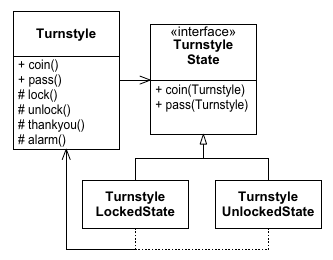 Turnstyle
+ coin()
+ pass()
# lock()
# unlock()
# thankyou()
# alarm()
«interface»
Turnstyle
State
+ coin(Turnstyle)
+ pass(Turnstyle)
Turnstyle
LockedState
Turnstyle
UnlockedState